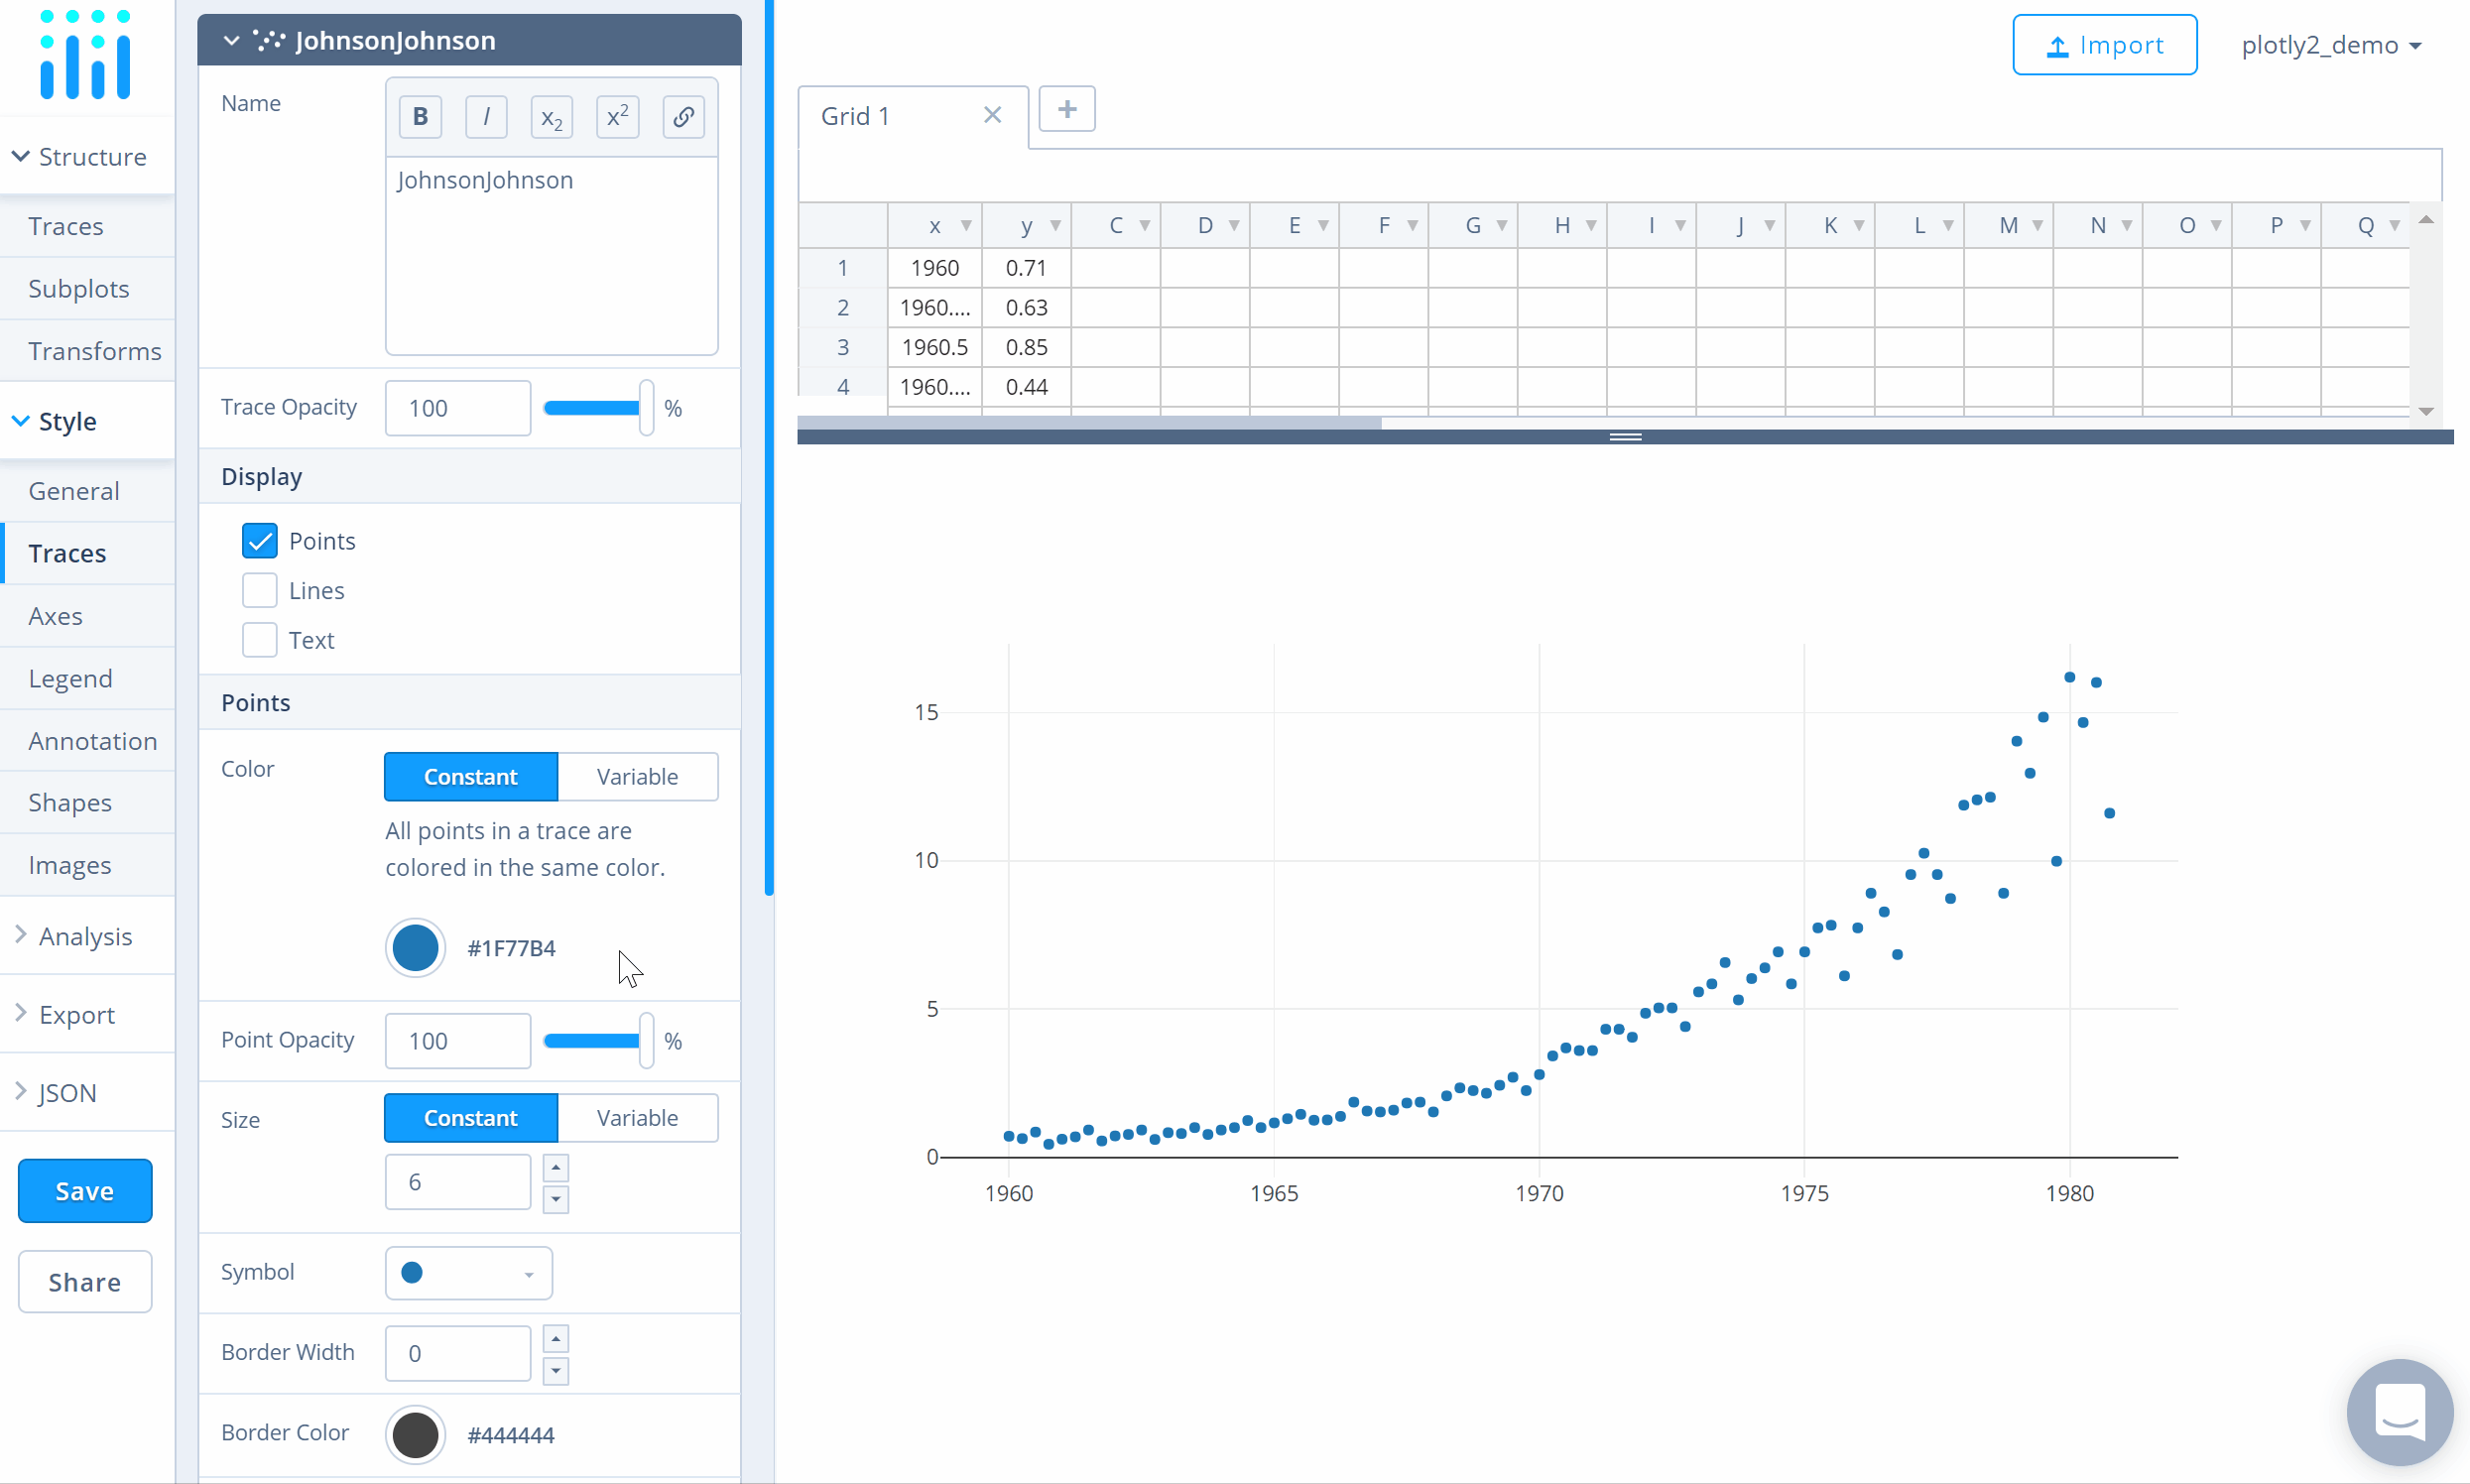 Structure
Traces
Subplots
Transforms
Style
General
Traces
Axes
Legend
Annotation
Shapes
Images
Analysis
Export
JSON
Save
Share
JohnsonJohnson
Name
B I x2 x2
JohnsonJohnson
Trace Opacity 100 %
Display
Points
Lines
Text
Points
Color Constant Variable
All points in a trace are
colored in the same color.
#1F77B4
Point Opacity 100 %
Size Constant Variable
6
Symbol
Border Width 0
Border Color #444444
Import plotly2_demo
Grid 1
x y C D E F G H I J K L M N O P Q
1 1960 0.71
2 1960.... 0.63
3 1960.5 0.85
4 1960.... 0.44
15
10
5
0
1960 1965 1970 1975 1980